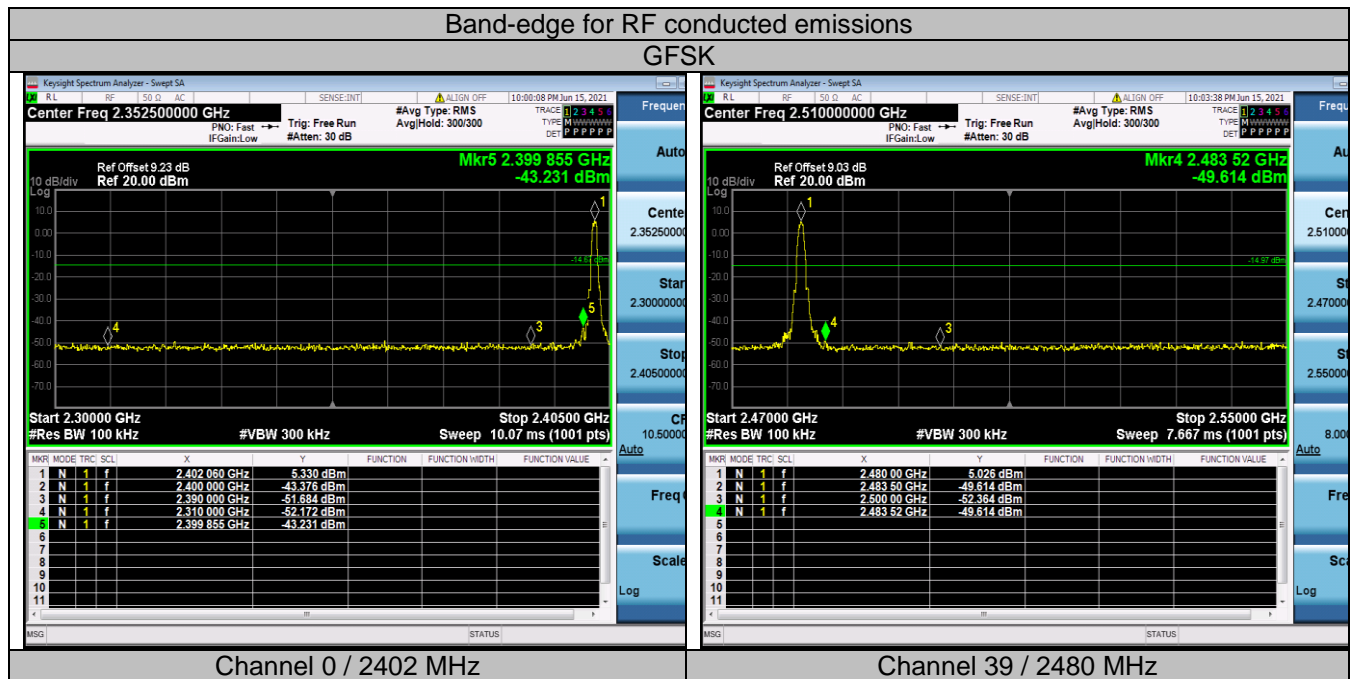 Band-edge for RF conducted emissions
GFSK
Keysight Spectrum Analyzer - Swept SA
RL RF 50 Ω AC SENSE:INT ALIGN OFF 10:00:08 PM Jun 15, 2021
Center Freq 2.352500000 GHz
PNO: Fast
IFGain:Low
Trig: Free Run
#Atten: 30 dB
#Avg Type: RMS
Avg|Hold: 300/300
TRACE 1 2 3 4 5 6
TYPE M W W W W W
DET P P P P P P
Ref Offset 9.23 dB
Ref 20.00 dBm
10 dB/div
Log
Mkr5 2.399 855 GHz
-43.231 dBm
10.0
0.00
-10.0
-20.0
-30.0
-40.0
-50.0
-60.0
-70.0
1
-14.67 dBm
5
4
3
Start 2.30000 GHz
Stop 2.40500 GHz
#Res BW 100 kHz
#VBW 300 kHz
Sweep 10.07 ms (1001 pts)
MKR MODE TRC SCL X Y FUNCTION FUNCTION WIDTH FUNCTION VALUE
1 N 1 f 2.402 060 GHz 5.330 dBm
2 N 1 f 2.400 000 GHz -43.376 dBm
3 N 1 f 2.390 000 GHz -51.684 dBm
4 N 1 f 2.310 000 GHz -52.172 dBm
5 N 1 f 2.399 855 GHz -43.231 dBm
6
7
8
9
10
11
MSG STATUS
Frequen
Auto
Cente
2.3525000
Star
2.30000000
Stop
2.40500000
CF
10.50000
Auto
Freq
Scale
Log
Channel 0 / 2402 MHz
Keysight Spectrum Analyzer - Swept SA
RL RF 50 Ω AC SENSE:INT ALIGN OFF 10:03:38 PM Jun 15, 2021
Center Freq 2.510000000 GHz
PNO: Fast
IFGain:Low
Trig: Free Run
#Atten: 30 dB
#Avg Type: RMS
Avg|Hold: 300/300
TRACE 1 2 3 4 5 6
TYPE M W W W W W
DET P P P P P P
Ref Offset 9.03 dB
Ref 20.00 dBm
10 dB/div
Log
Mkr4 2.483 52 GHz
-49.614 dBm
10.0
0.00
-10.0
-20.0
-30.0
-40.0
-50.0
-60.0
-70.0
1
-14.97 dBm
4
3
Start 2.47000 GHz
Stop 2.55000 GHz
#Res BW 100 kHz
#VBW 300 kHz
Sweep 7.667 ms (1001 pts)
MKR MODE TRC SCL X Y FUNCTION FUNCTION WIDTH FUNCTION VALUE
1 N 1 f 2.480 00 GHz 5.026 dBm
2 N 1 f 2.483 50 GHz -49.614 dBm
3 N 1 f 2.500 00 GHz -52.364 dBm
4 N 1 f 2.483 52 GHz -49.614 dBm
5
6
7
8
9
10
11
MSG STATUS
Frequ
Au
Cen
2.51000
St
2.47000
St
2.55000
8.000
Auto
Fre
Sca
Log
Channel 39 / 2480 MHz